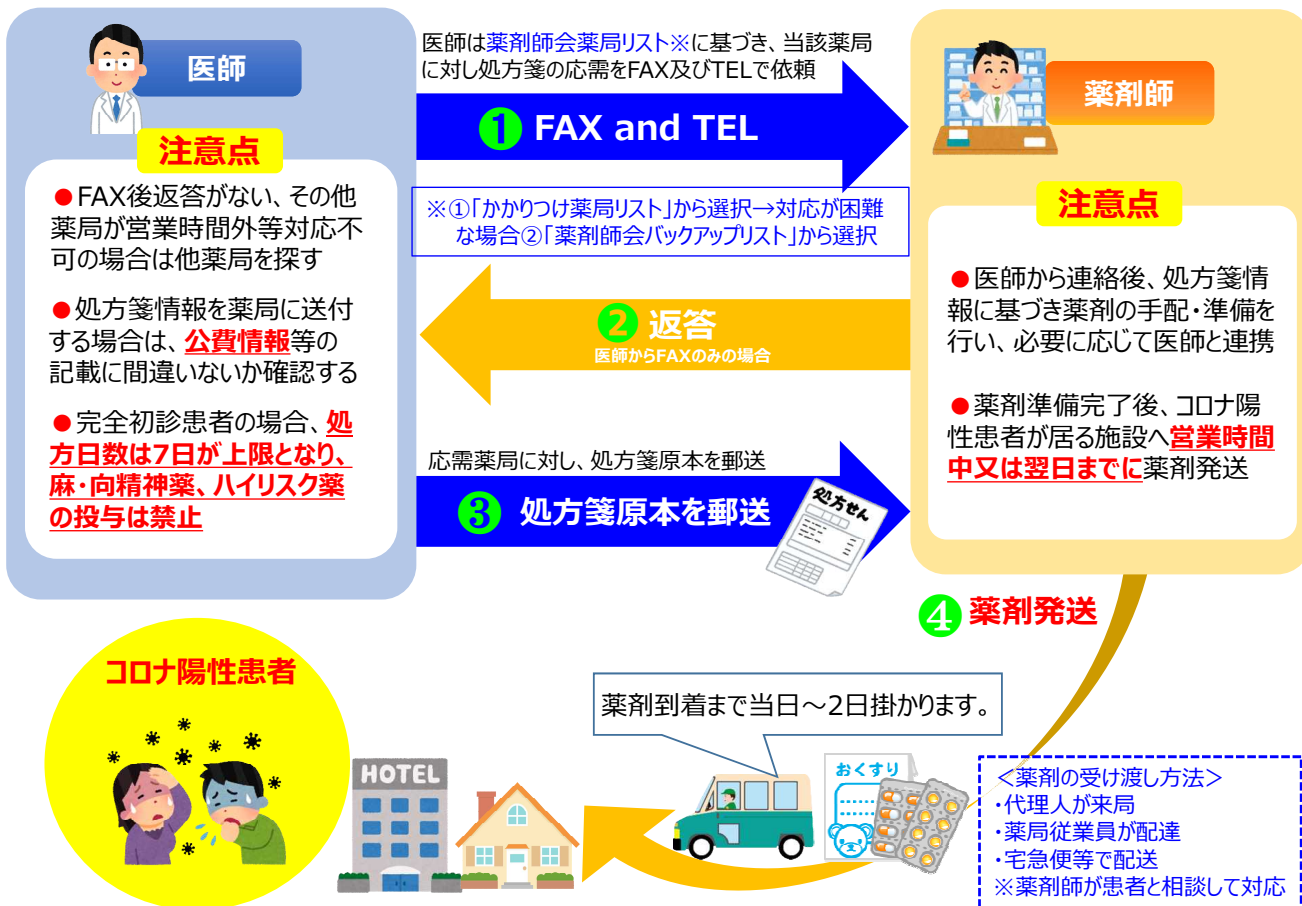 医師
注意点
●FAX後返答がない、その他
薬局が営業時間外等対応不
可の場合は他薬局を探す
●処方箋情報を薬局に送付
する場合は、公費情報等の
記載に間違いないか確認する
●完全初診患者の場合、処
方日数は7日が上限となり、
麻・向精神薬、ハイリスク薬
の投与は禁止
医師は薬剤師会薬局リスト※に基づき、当該薬局
に対し処方箋の応需をFAX及びTELで依頼
❶ FAX and TEL
※①「かかりつけ薬局リスト」から選択→対応が困難
な場合②「薬剤師会バックアップリスト」から選択
❷ 返答
医師からFAXのみの場合
応需薬局に対し、処方箋原本を郵送
❸ 処方箋原本を郵送
処方せん
薬剤師
注意点
●医師から連絡後、処方箋情
報に基づき薬剤の手配・準備を
行い、必要に応じて医師と連携
●薬剤準備完了後、コロナ陽
性患者が居る施設へ営業時間
中又は翌日までに薬剤発送
❹ 薬剤発送
コロナ陽性患者
HOTEL
薬剤到着まで当日～2日掛かります。
おくすり
＜薬剤の受け渡し方法＞
・代理人が来局
・薬局従業員が配達
・宅急便等で配送
※薬剤師が患者と相談して対応